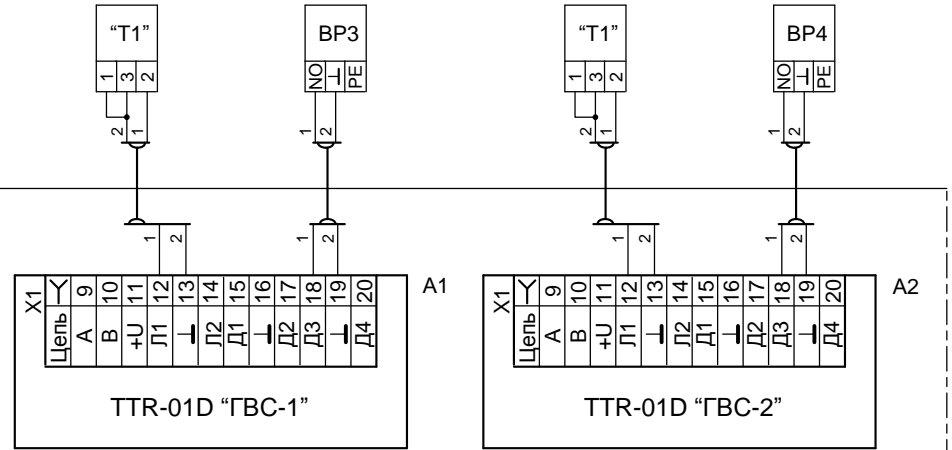 “T1”
BP3
“T1”
BP4
1 3 2
NO ⊥ PE
1 3 2
NO ⊥ PE
2 1
1 2
2 1
1 2
1 2
1 2
1 2
1 2
X1
9 10 11 12 13 14 15 16 17 18 19 20
A1
Цепь A B +U Л1 ⊥ Л2 Д1 ⊥ Д2 Д3 ⊥ Д4
TTR-01D “ГВС-1”
X1
9 10 11 12 13 14 15 16 17 18 19 20
A2
Цепь A B +U Л1 ⊥ Л2 Д1 ⊥ Д2 Д3 ⊥ Д4
TTR-01D “ГВС-2”